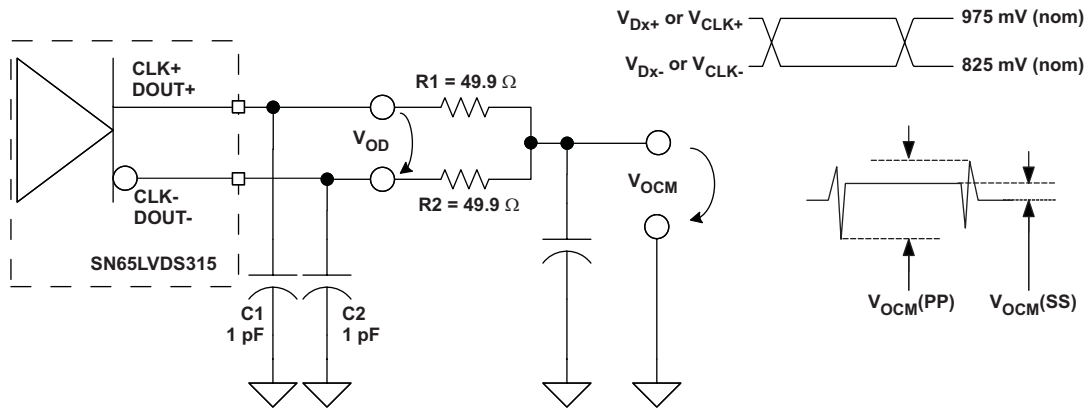 CLK+
DOUT+
CLK-
DOUT-
SN65LVDS315
R1 = 49.9 Ω
V_OD
R2 = 49.9 Ω
C1
1 pF
C2
1 pF
V_OCM
V_Dx+ or V_CLK+
975 mV (nom)
V_Dx- or V_CLK-
825 mV (nom)
V_OCM(PP)
V_OCM(SS)